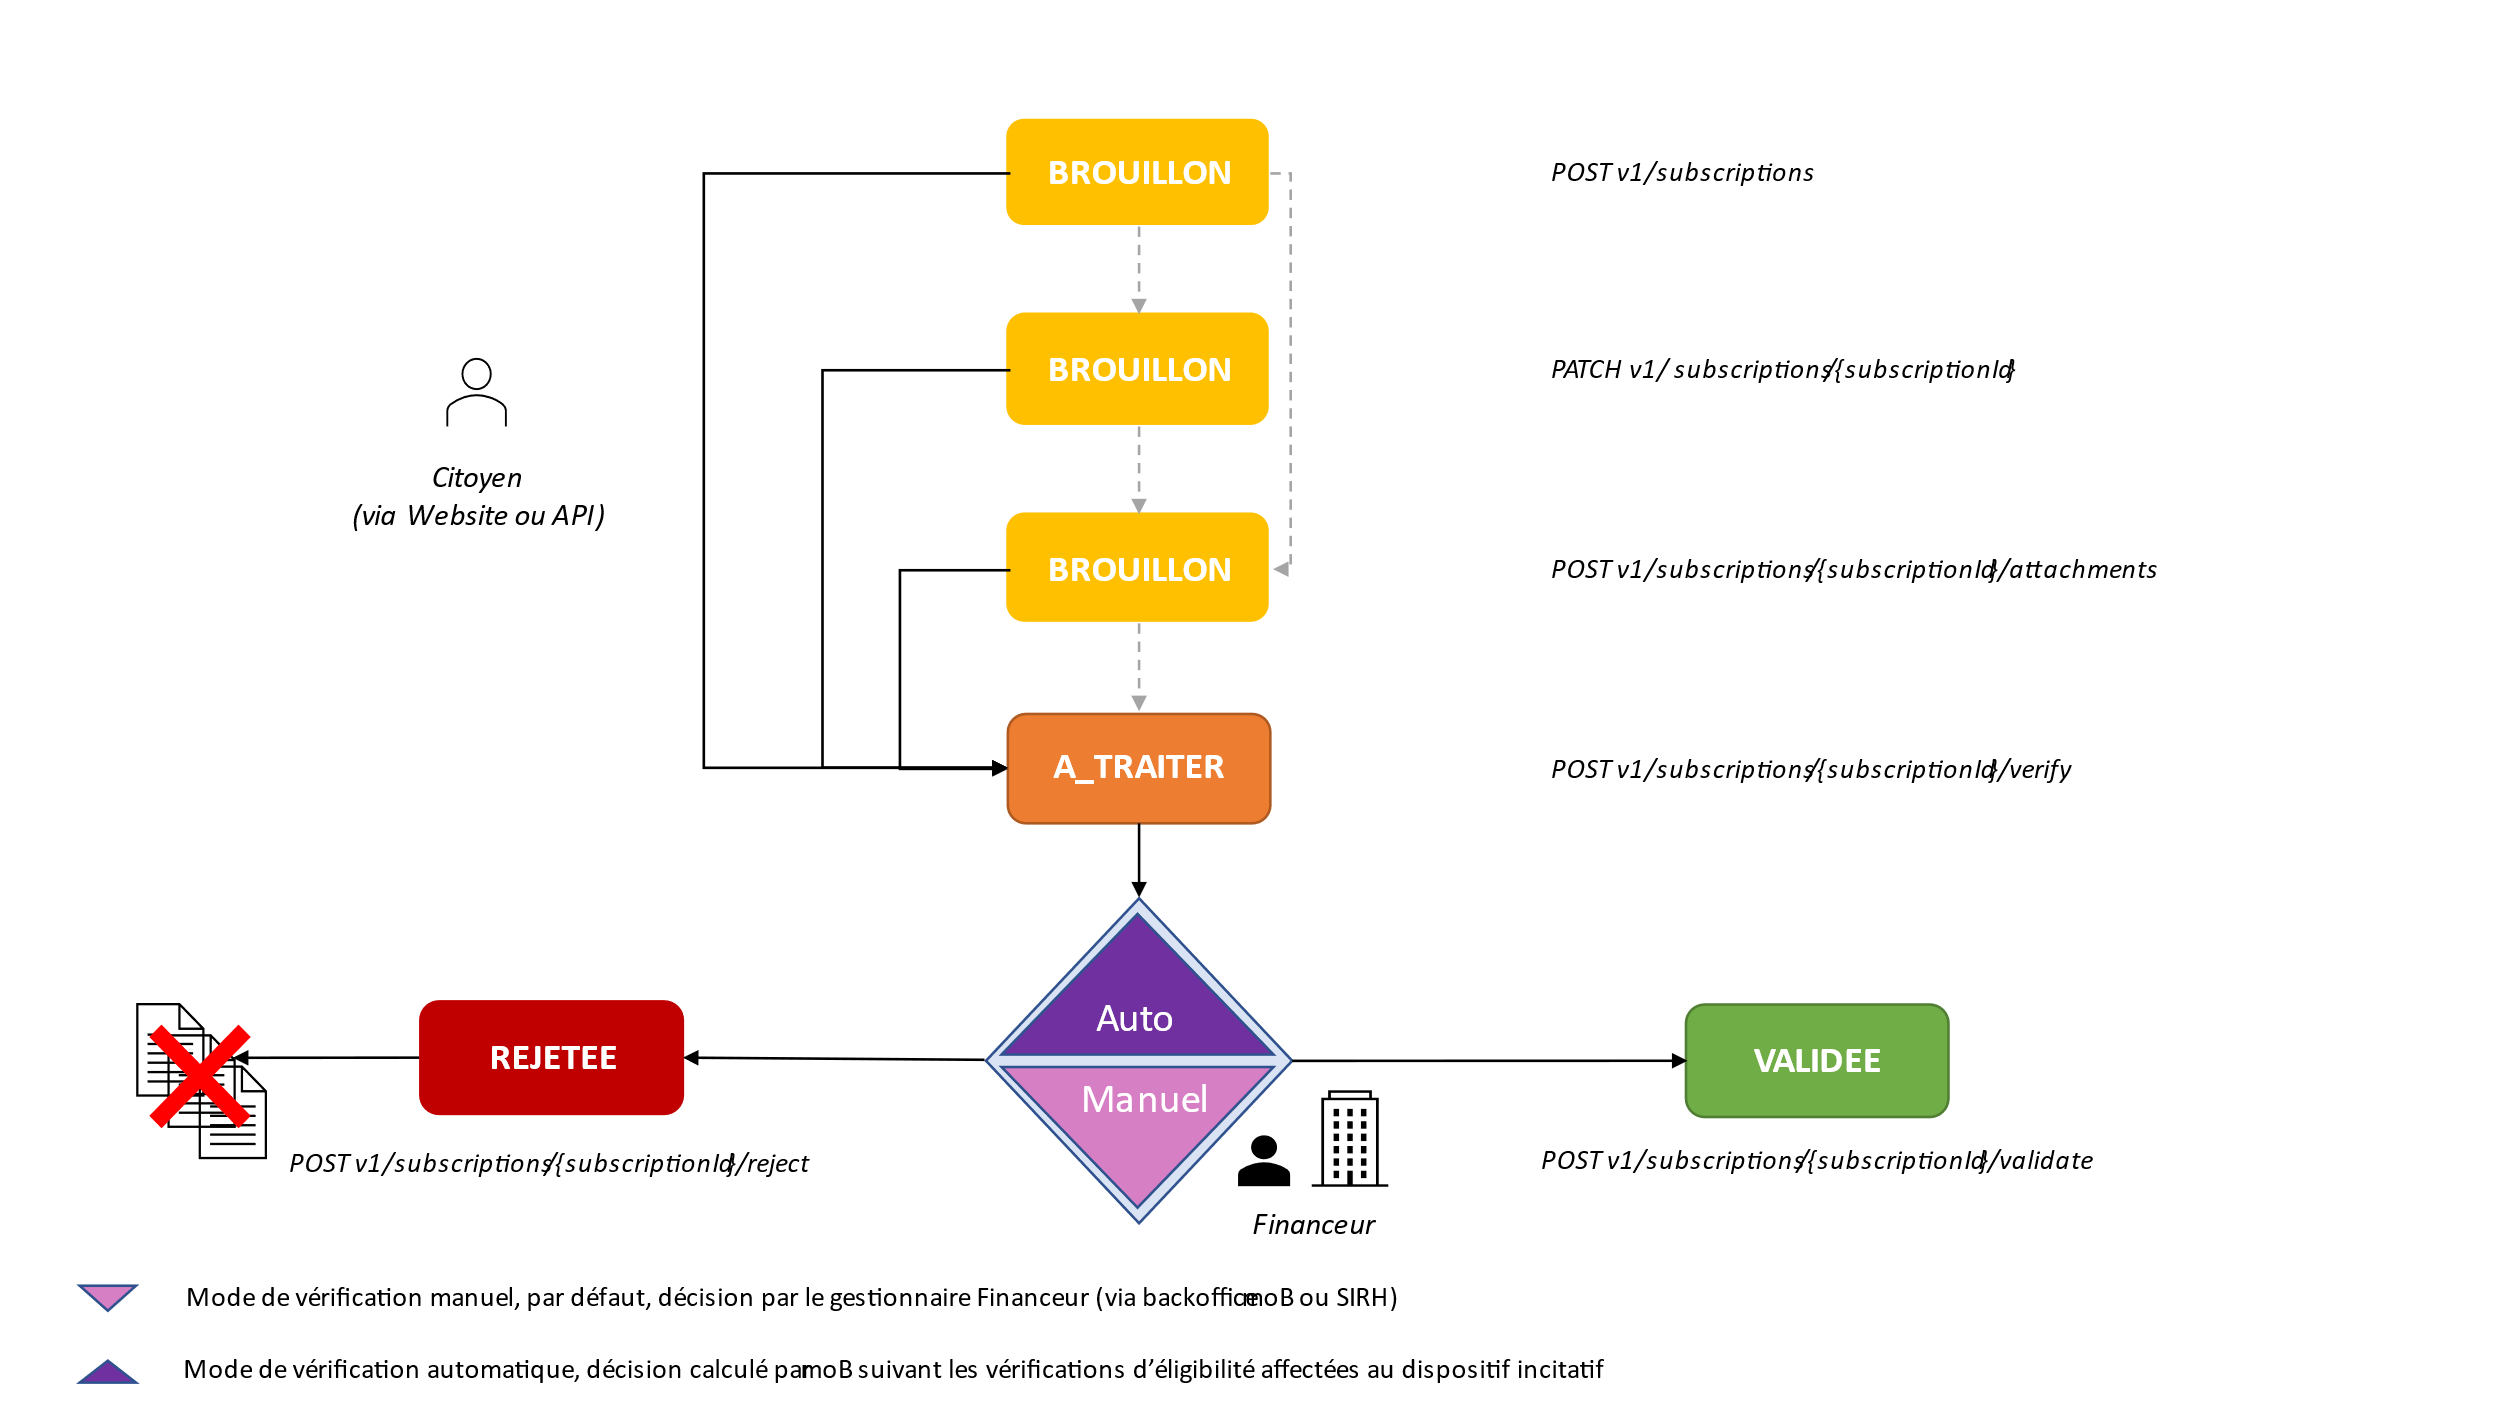 BROUILLON
POST v1/subscriptions
BROUILLON
PATCH v1/ subscriptions/{subscriptionId}
Citoyen
(via Website ou API)
BROUILLON
POST v1/subscriptions/{subscriptionId}/attachments
A_TRAITER
POST v1/subscriptions/{subscriptionId}/verify
Auto
REJETEE
VALIDEE
Manuel
POST v1/subscriptions/{subscriptionId}/reject
POST v1/subscriptions/{subscriptionId}/validate
Financeur
Mode de vérification manuel, par défaut, décision par le gestionnaire Financeur (via backoffice moB ou SIRH)
Mode de vérification automatique, décision calculé par moB suivant les vérifications d’éligibilité affectées au dispositif incitatif